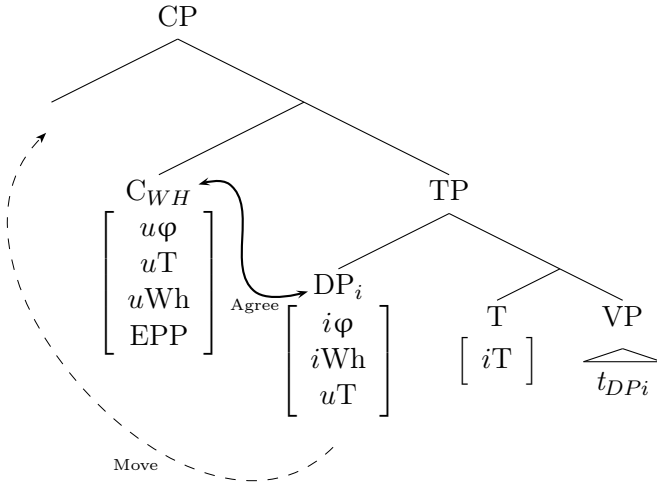 CP
C_WH TP
uφ
uT
uWh
EPP
Agree
DP_i
iφ
iWh
uT
T VP
iT
t_DPi
Move